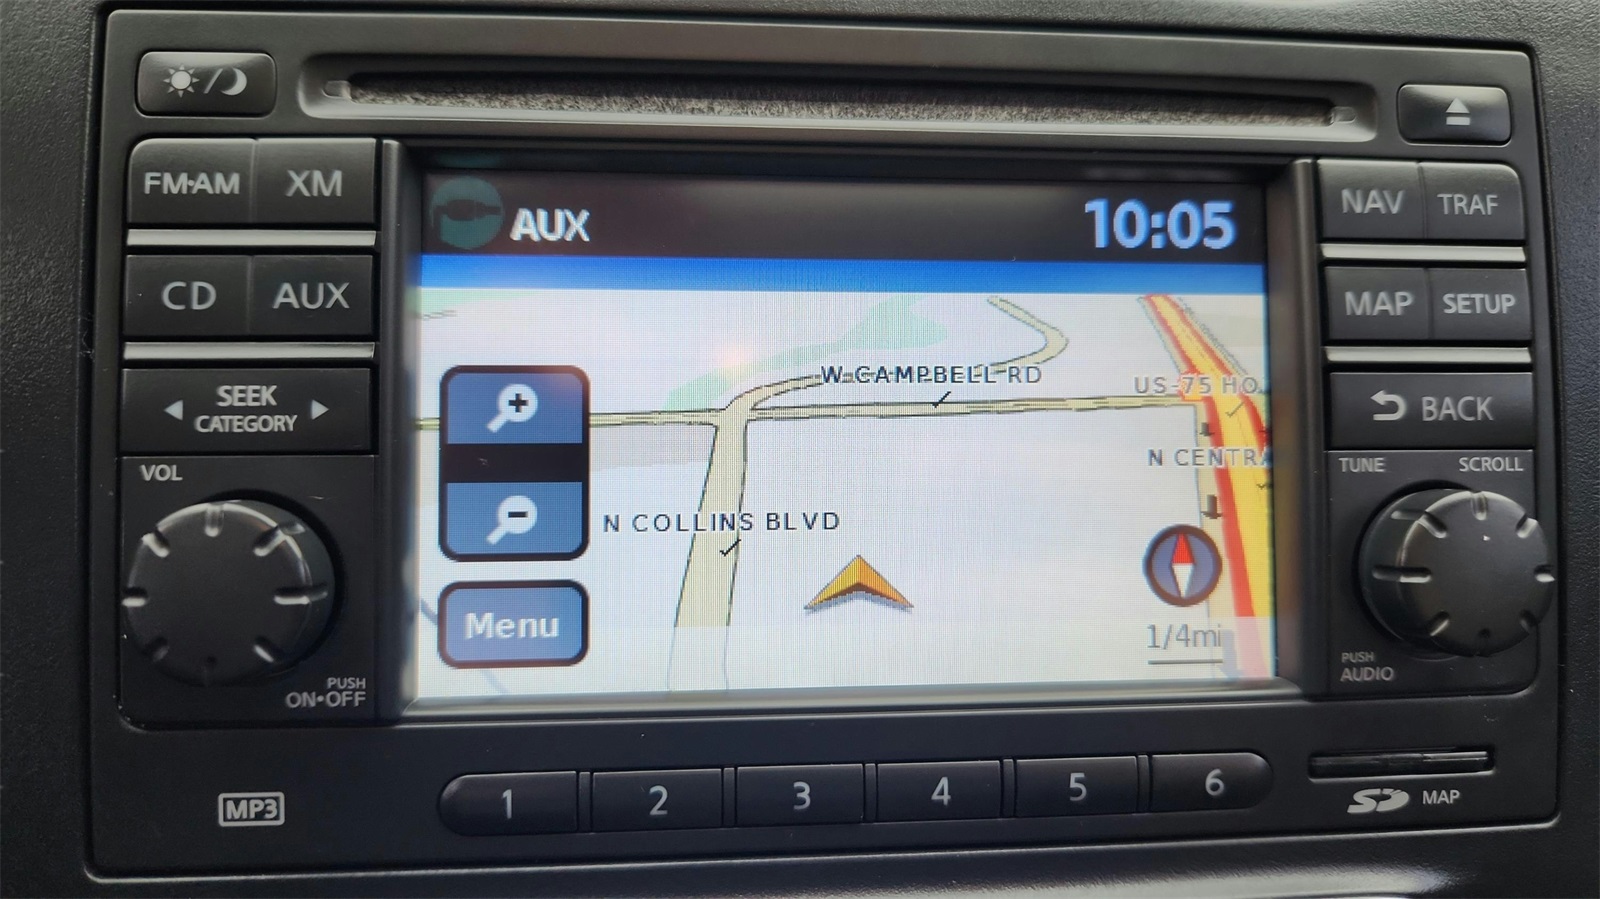 FM•AM
XM
CD
AUX
SEEK
CATEGORY
VOL
PUSH
ON•OFF
MP3
AUX
10:05
W CAMPBELL RD
US-75 HO
N CENTRA
N COLLINS BLVD
Menu
1/4mi
NAV
TRAF
MAP
SETUP
BACK
TUNE
SCROLL
PUSH
AUDIO
1
2
3
4
5
6
SD
MAP